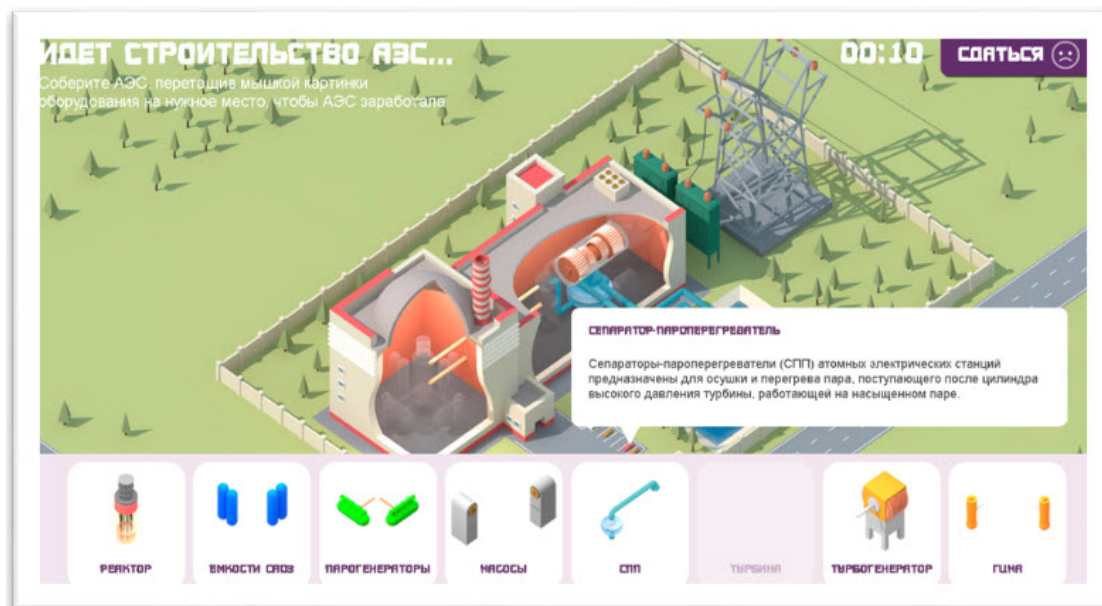 ИДЕТ СТРОИТЕЛЬСТВО АЭС...
Соберите АЭС, перетащив мышкой картинки
оборудования на нужное место, чтобы АЭС заработала
00:10
СДАТЬСЯ
СЕПАРАТОР-ПАРОПЕРЕГРЕВАТЕЛЬ
Сепараторы-пароперегреватели (СПП) атомных электрических станций
предназначены для осушки и перегрева пара, поступающего после цилиндра
высокого давления турбины, работающей на насыщенном паре.
РЕАКТОР
ЕМКОСТИ САОЗ
ПАРОГЕНЕРАТОРЫ
НАСОСЫ
СПП
ТУРБИНА
ТУРБОГЕНЕРАТОР
ГЦНА